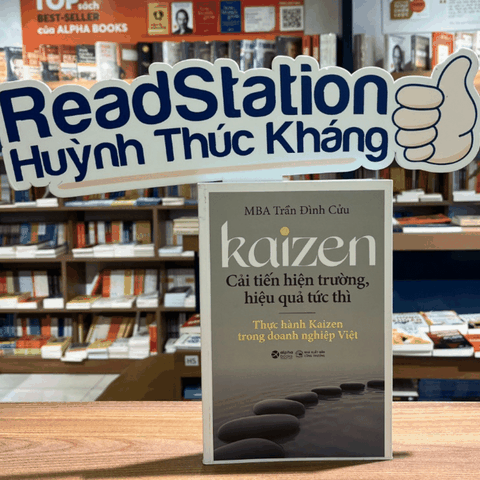 TOP sách
BEST-SELLER
của ALPHA BOOKS
ReadStation
Huỳnh Thúc Kháng
MBA Trần Đình Cửu
kaizen
Cải tiến hiện trường,
hiệu quả tức thì
Thực hành Kaizen
trong doanh nghiệp Việt